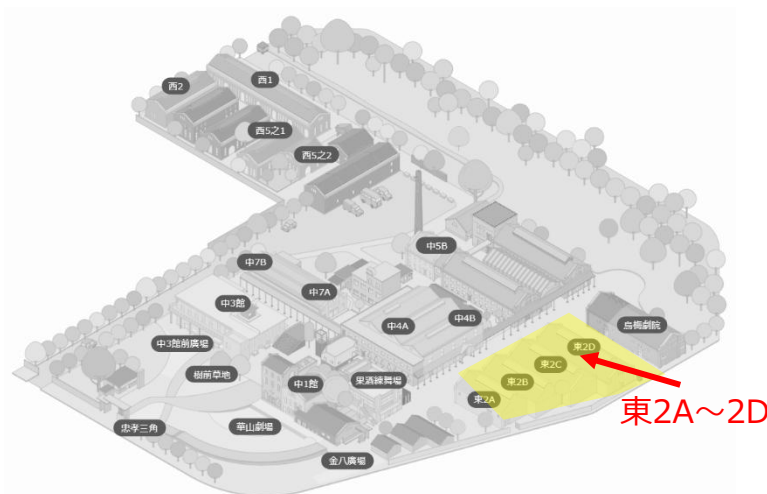 西2
西1
西5之1
西5之2
中5B
中7B
中7A
中3館
中4A
中4B
烏梅劇院
中3館前廣場
樹前草地
中1館
果酒練舞場
東2D
東2C
東2B
東2A
東2A～2D
忠孝三角
華山劇場
金八廣場